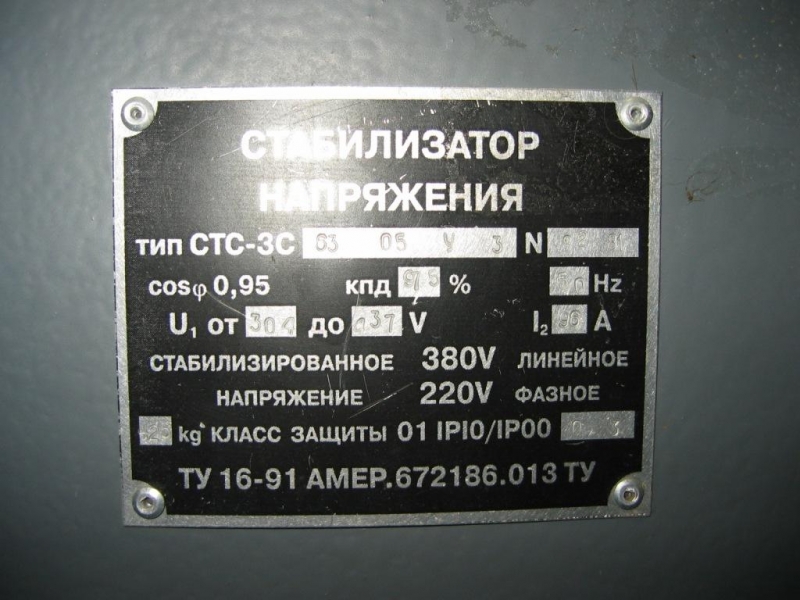 СТАБИЛИЗАТОР
НАПРЯЖЕНИЯ
тип СТС-3С 63 05 У 3 N
cosφ 0,95 кпд 95 % 50 Hz
U₁ от 304 до 437 V I₂ A
СТАБИЛИЗИРОВАННОЕ 380V ЛИНЕЙНОЕ
НАПРЯЖЕНИЕ 220V ФАЗНОЕ
kg КЛАСС ЗАЩИТЫ 01 IPI0/IP00
ТУ 16-91 АМЕР.672186.013 ТУ